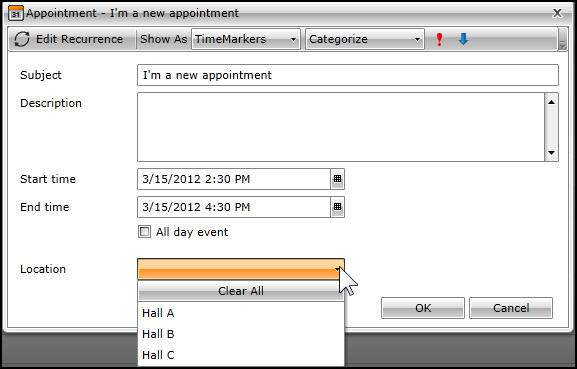 31 Appointment - I'm a new appointment
Edit Recurrence Show As TimeMarkers Categorize
Subject I'm a new appointment
Description
Start time 3/15/2012 2:30 PM
End time 3/15/2012 4:30 PM
All day event
Location
Clear All
OK Cancel
Hall A
Hall B
Hall C